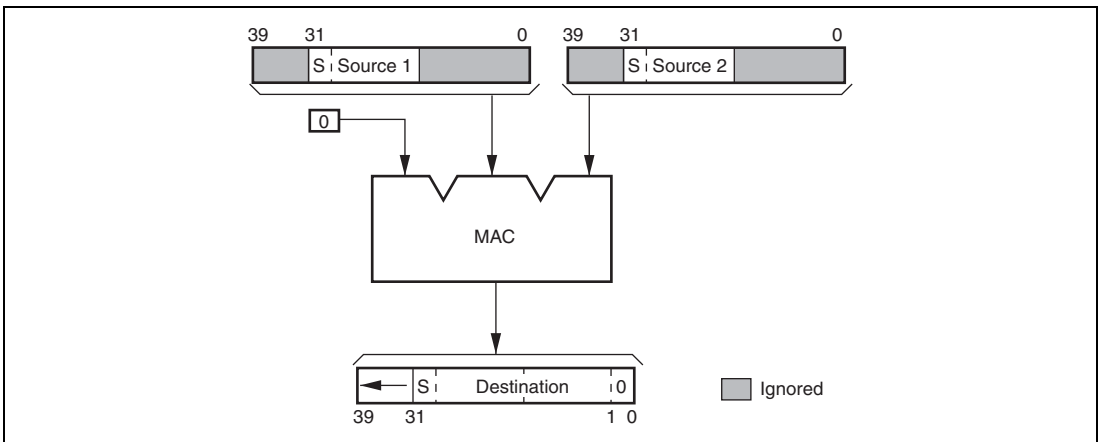 39 31 0 39 31 0
S Source 1 S Source 2
0
MAC
S Destination 0
Ignored
39 31 1 0